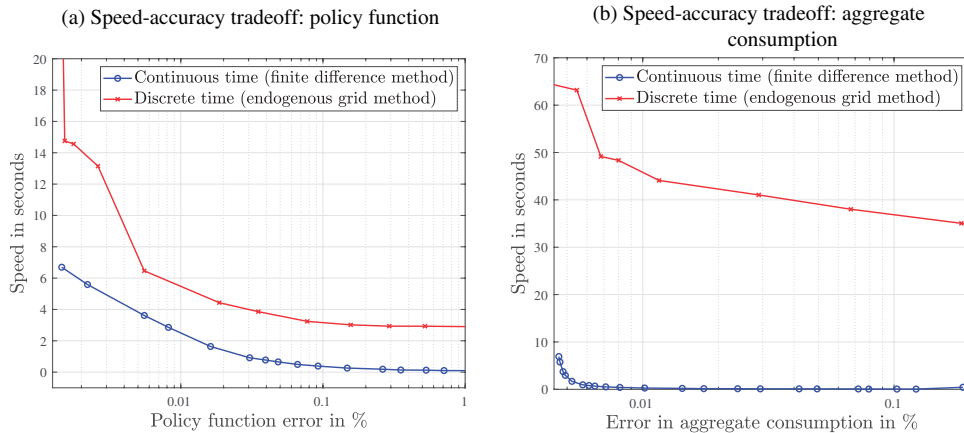 (a) Speed-accuracy tradeoff: policy function
20
18
16
14
12
10
8
6
4
2
0
Speed in seconds
Continuous time (finite difference method)
Discrete time (endogenous grid method)
0.01
0.1
1
Policy function error in %
(b) Speed-accuracy tradeoff: aggregate
consumption
70
60
50
40
30
20
10
0
Speed in seconds
Continuous time (finite difference method)
Discrete time (endogenous grid method)
0.01
0.1
Error in aggregate consumption in %